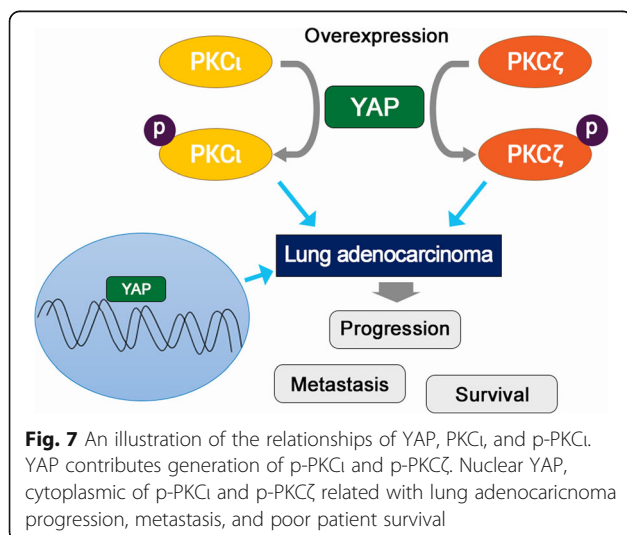 Overexpression
PKCι
PKCζ
YAP
p
PKCι
PKCζ
p
Lung adenocarcinoma
YAP
Progression
Metastasis
Survival
Fig. 7 An illustration of the relationships of YAP, PKCι, and p-PKCι.
YAP contributes generation of p-PKCι and p-PKCζ. Nuclear YAP,
cytoplasmic of p-PKCι and p-PKCζ related with lung adenocaricnoma
progression, metastasis, and poor patient survival